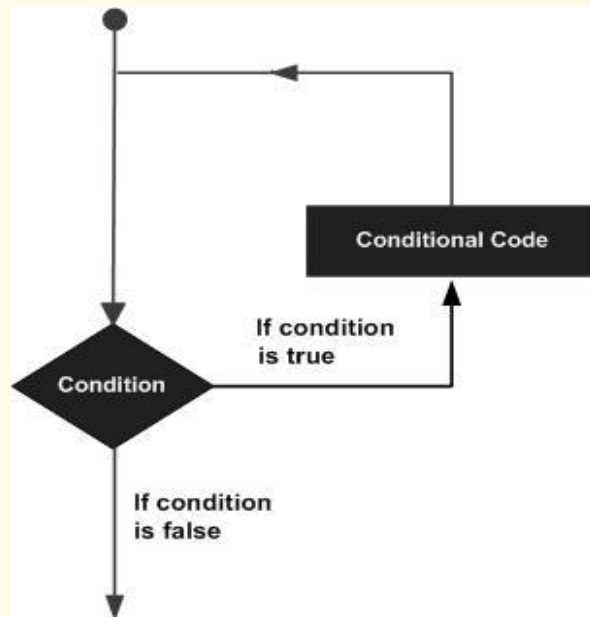 Conditional Code
If condition
is true
Condition
If condition
is false